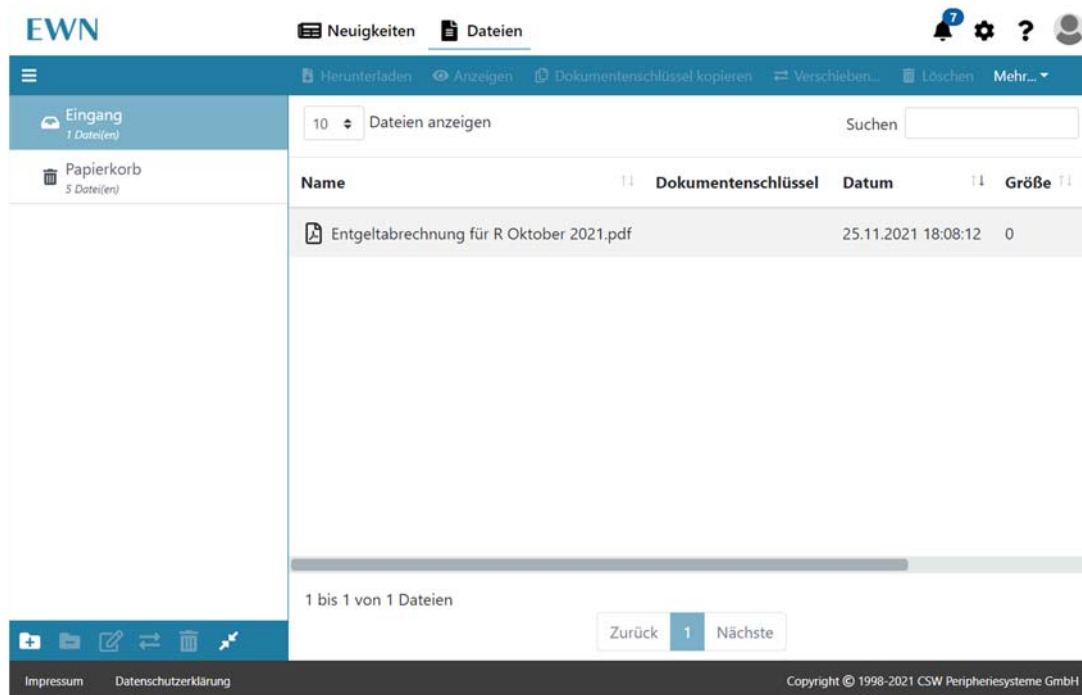 EWN
Neuigkeiten Dateien 7 ?
Herunterladen Anzeigen Dokumentenschlüssel kopieren Verschieben... Löschen Mehr...
Eingang
1 Datei(en)
Papierkorb
5 Datei(en)
10 Dateien anzeigen Suchen
Name Dokumentenschlüssel Datum Größe
Entgeltabrechnung für R Oktober 2021.pdf 25.11.2021 18:08:12 0
1 bis 1 von 1 Dateien
Zurück 1 Nächste
Impressum Datenschutzerklärung Copyright © 1998-2021 CSW Peripheriesysteme GmbH